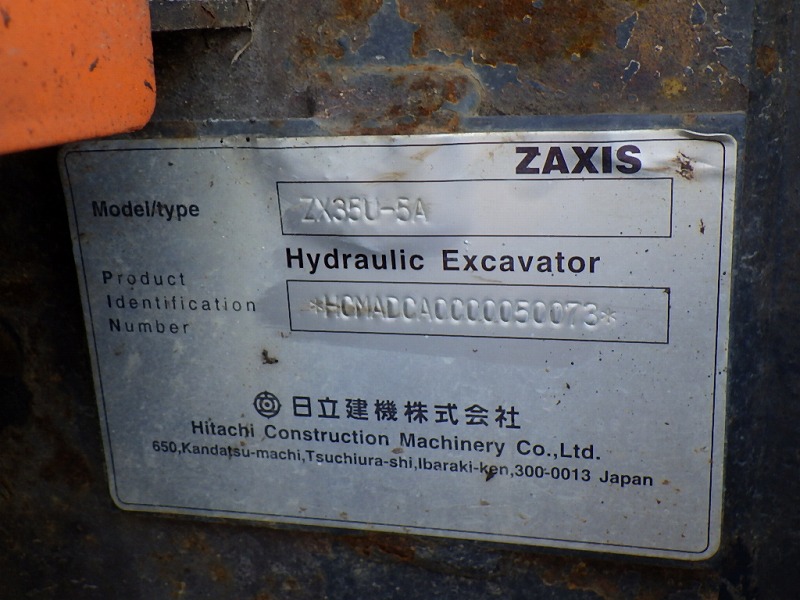 ZAXIS
Model/type ZX35U-5A
Hydraulic Excavator
Product
Identification
Number
*HCMADCA0C00050073*
日立建機株式会社
Hitachi Construction Machinery Co.,Ltd.
650,Kandatsu-machi,Tsuchiura-shi,Ibaraki-ken,300-0013 Japan